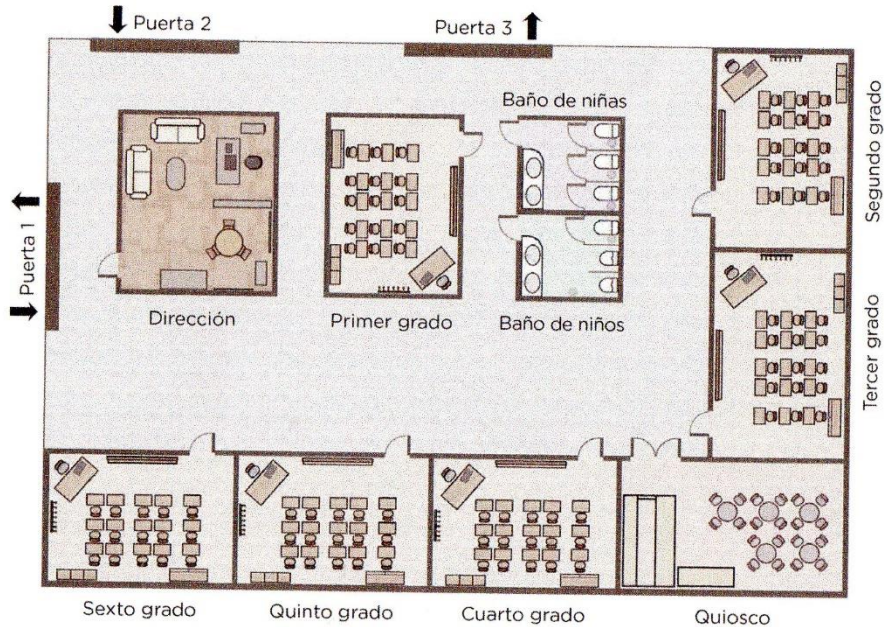 Puerta 2
Puerta 3
Baño de niñas
Segundo grado
Puerta 1
Dirección
Primer grado
Baño de niños
Tercer grado
Sexto grado
Quinto grado
Cuarto grado
Quiosco